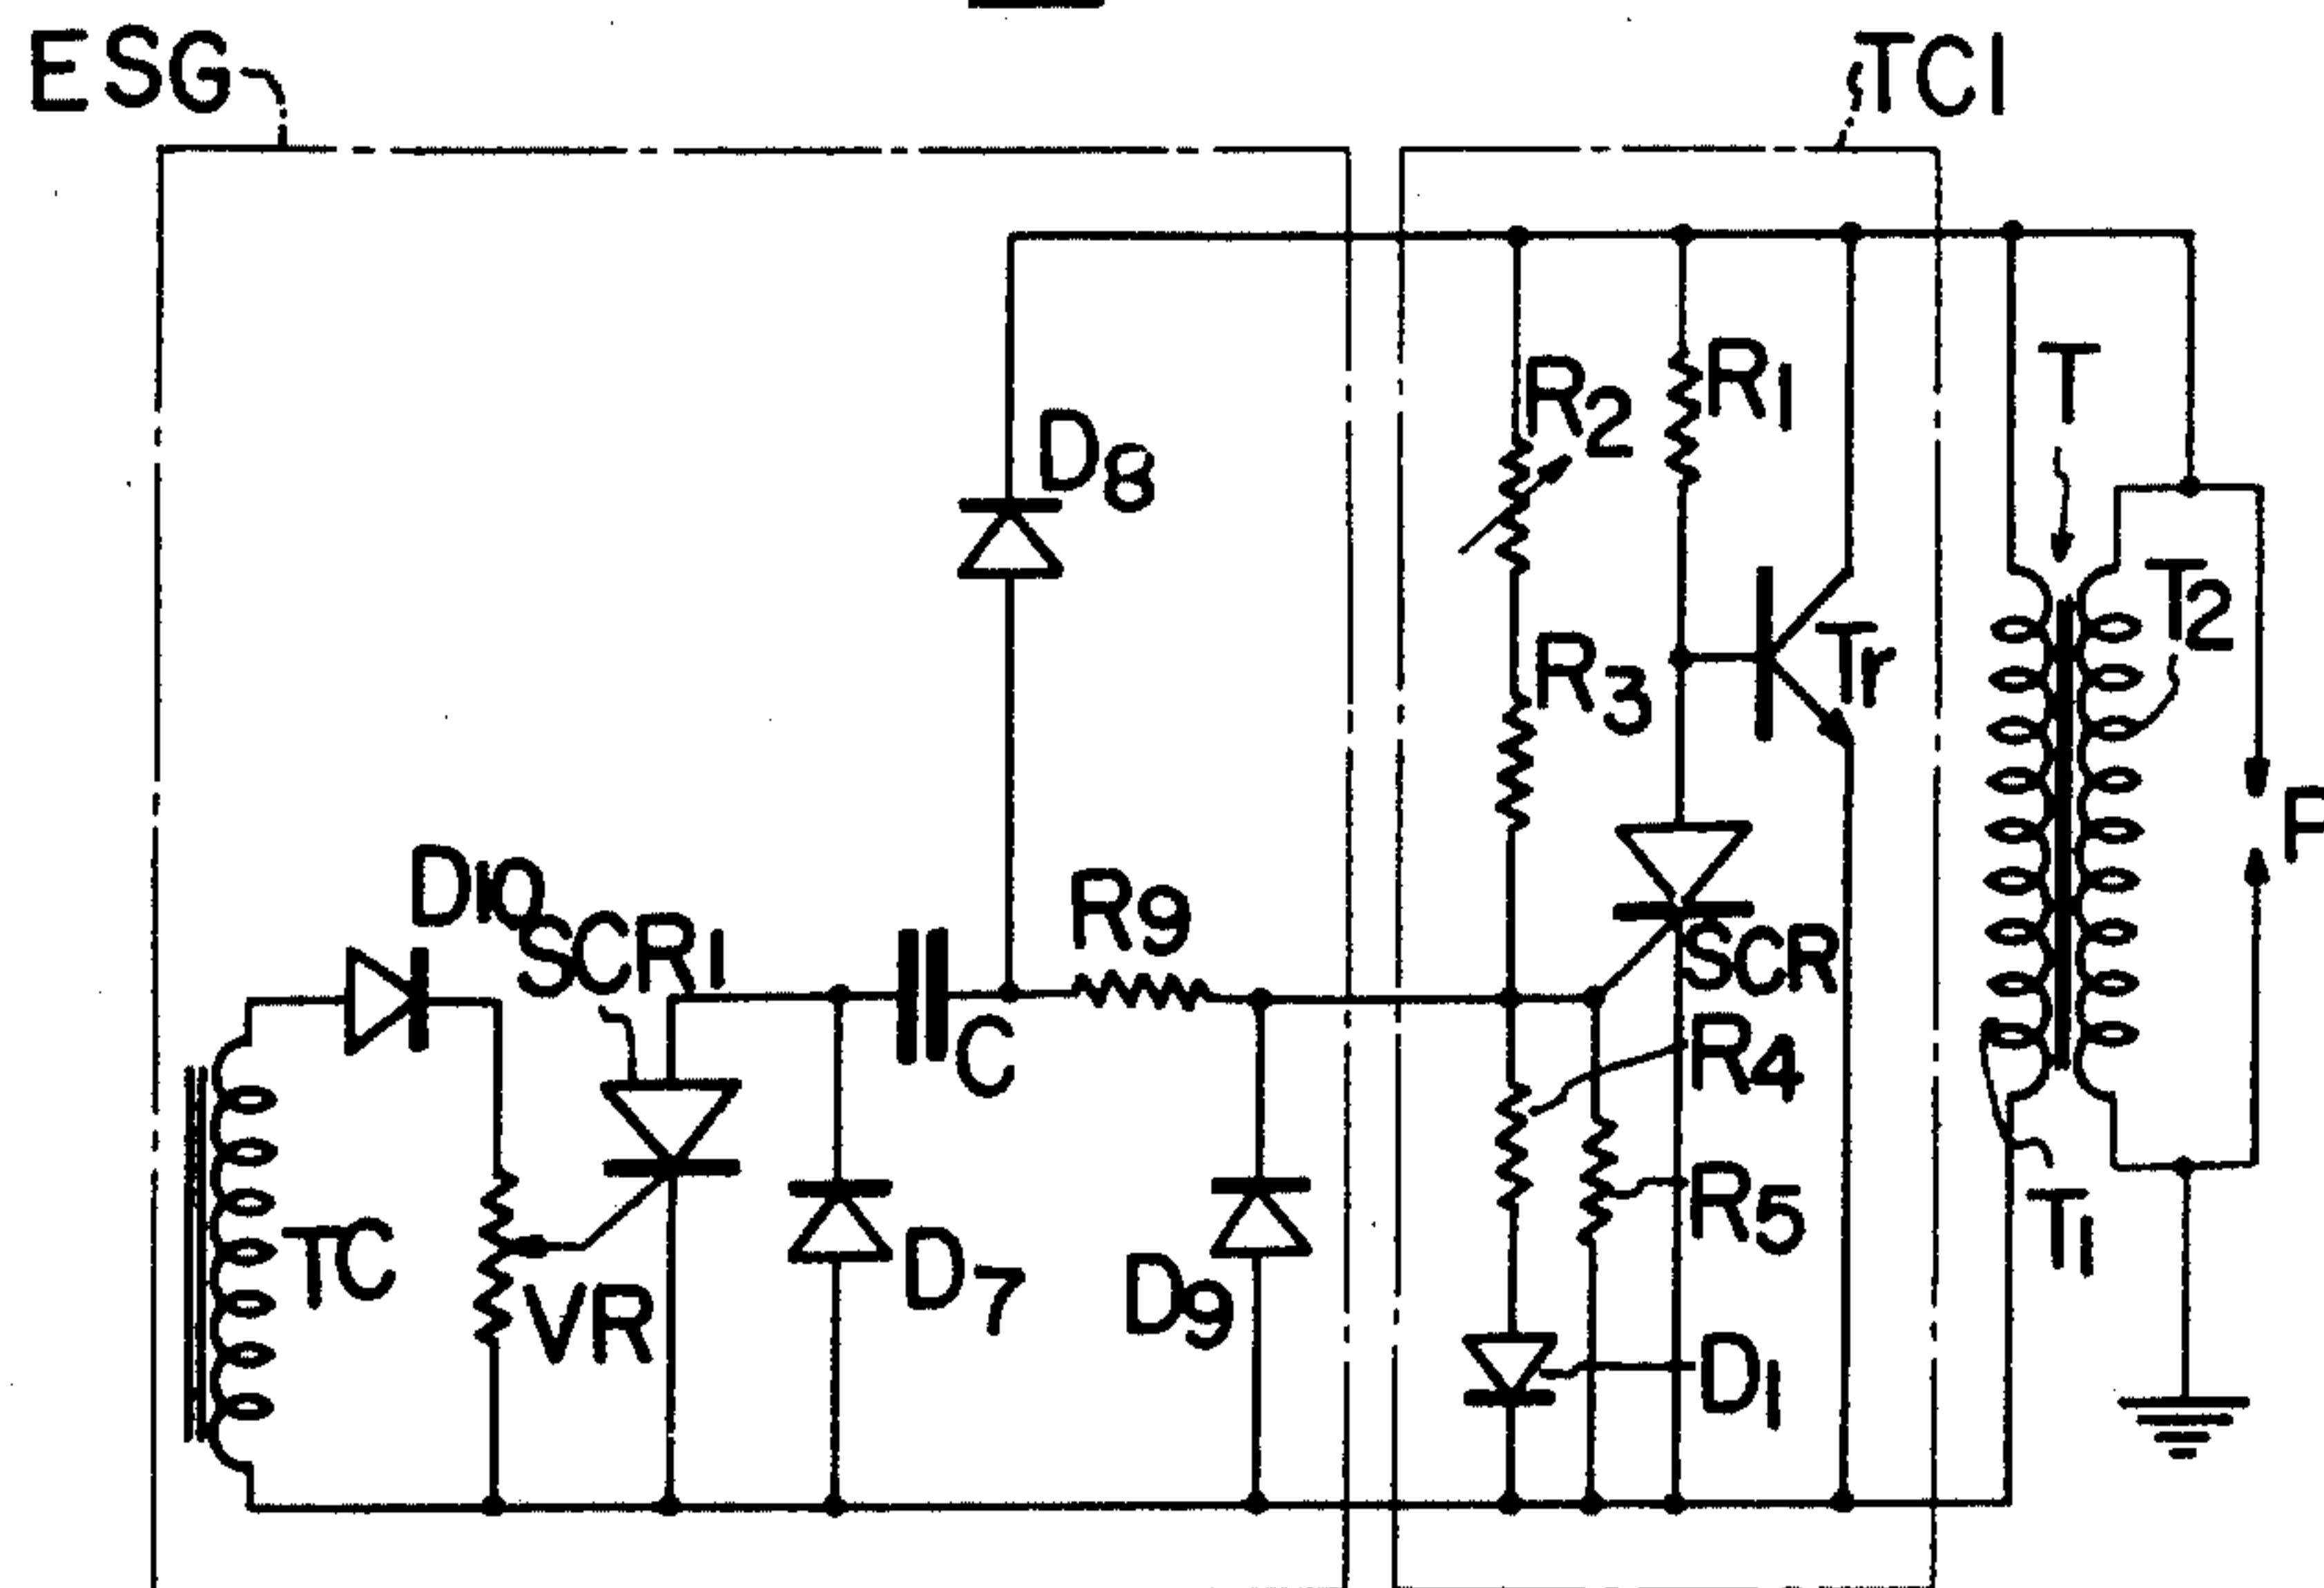 ESG
TCI
R2
R1
T
D8
T2
R3
Tr
P
D10
SCR1
R9
SCR
C
R4
R5
TC
D7
VR
D9
T1
D1